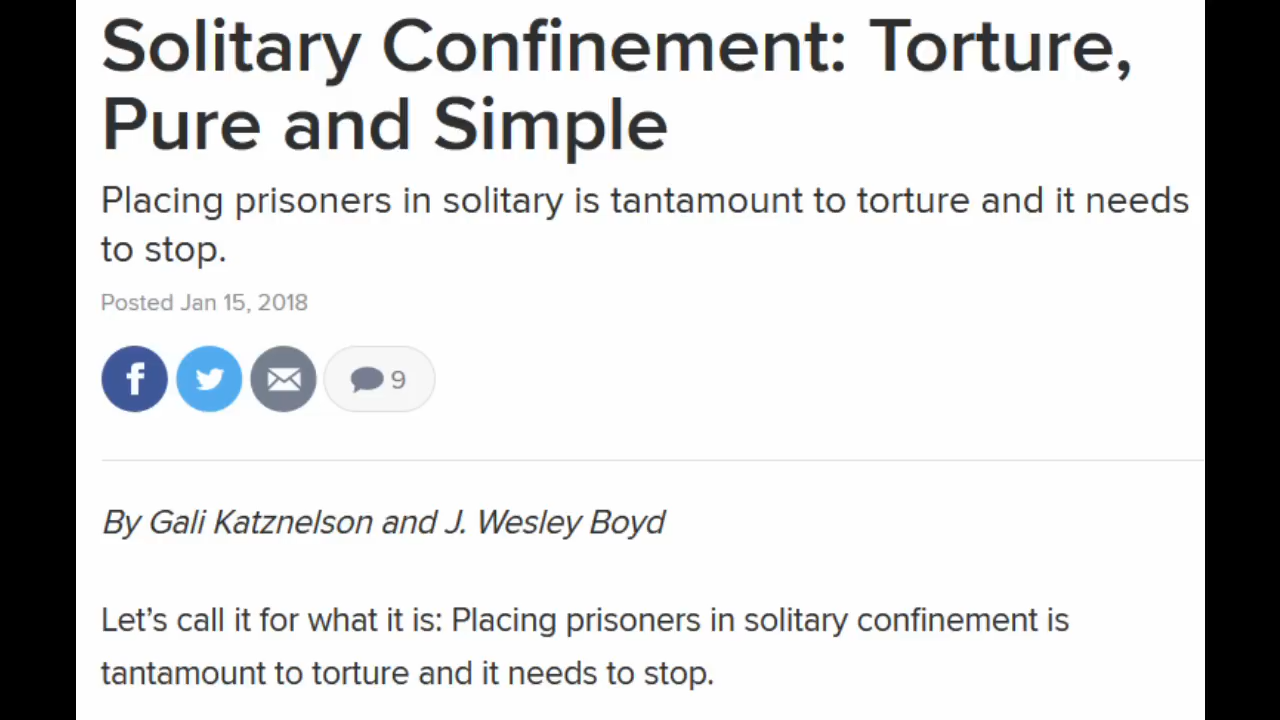 Solitary Confinement: Torture,
Pure and Simple
Placing prisoners in solitary is tantamount to torture and it needs
to stop.
Posted Jan 15, 2018
f
9
By Gali Katznelson and J. Wesley Boyd
Let’s call it for what it is: Placing prisoners in solitary confinement is
tantamount to torture and it needs to stop.